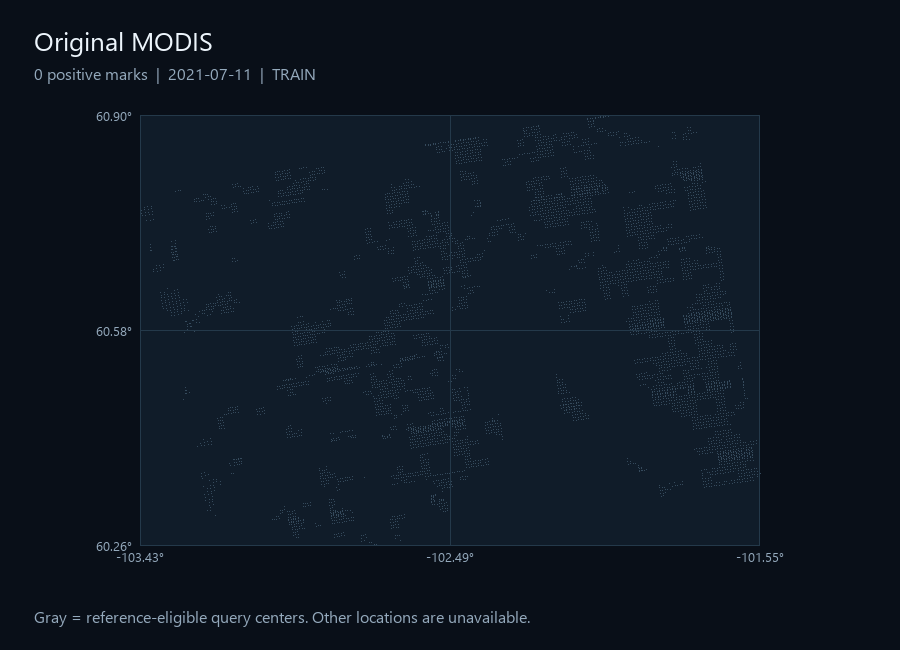 Original MODIS
0 positive marks | 2021-07-11 | TRAIN
60.90°
60.58°
60.26°
-103.43°
-102.49°
-101.55°
Gray = reference-eligible query centers. Other locations are unavailable.